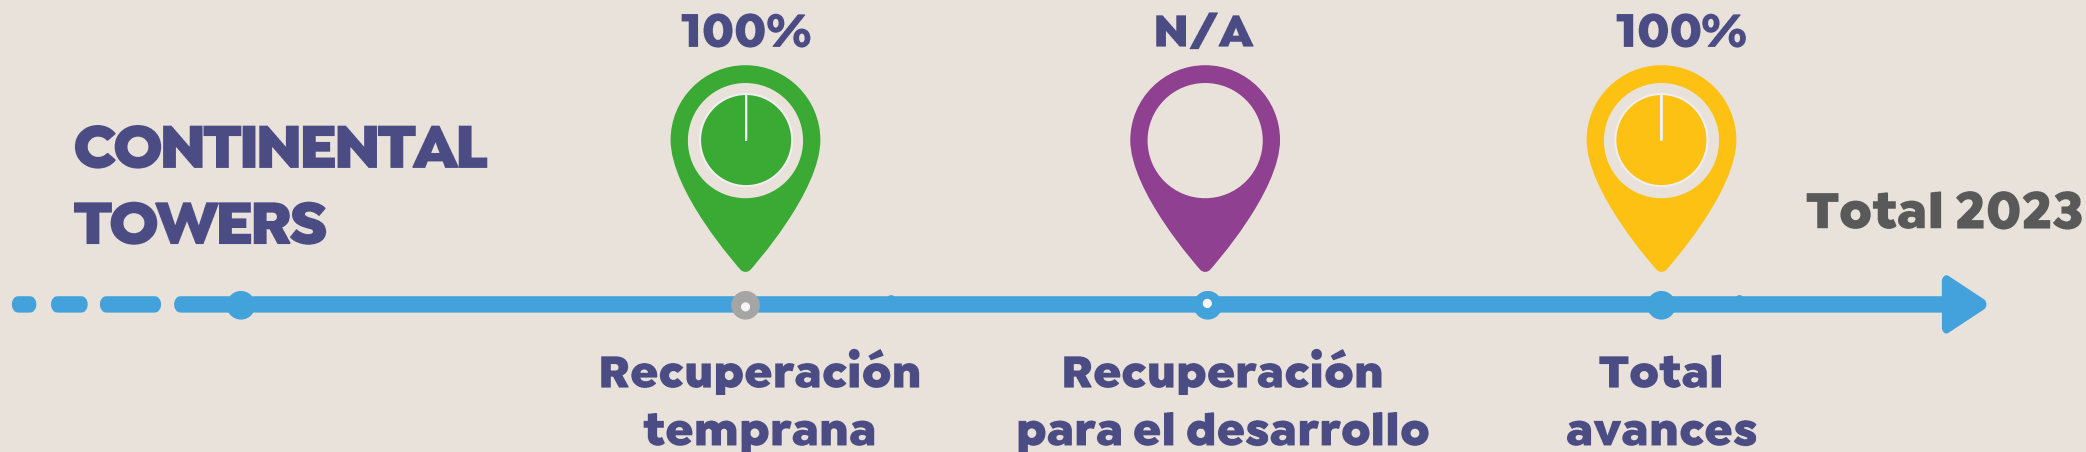 100%
N/A
100%
CONTINENTAL
TOWERS
Total 2023
Recuperación
temprana
Recuperación
para el desarrollo
Total
avances